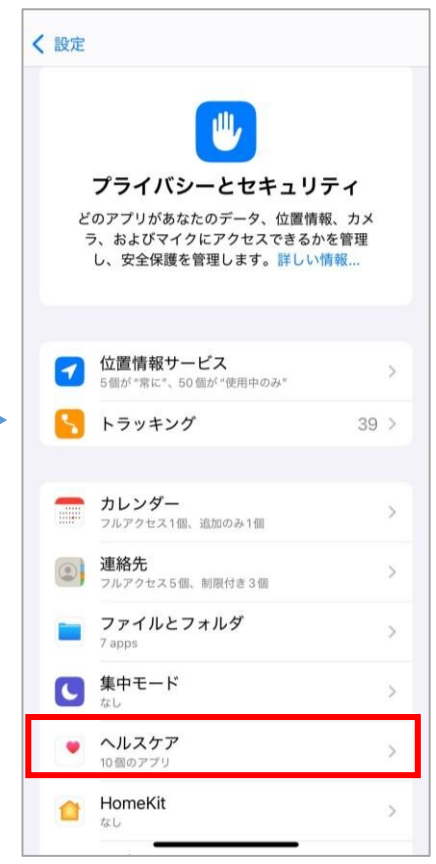 設定
プライバシーとセキュリティ
どのアプリがあなたのデータ、位置情報、カメ
ラ、およびマイクにアクセスできるかを管理
し、安全保護を管理します。詳しい情報...
位置情報サービス
5個が“常に”、50個が“使用中のみ”
トラッキング 39
カレンダー
フルアクセス1個、追加のみ1個
連絡先
フルアクセス5個、制限付き3個
ファイルとフォルダ
7 apps
集中モード
なし
ヘルスケア
10個のアプリ
HomeKit
なし